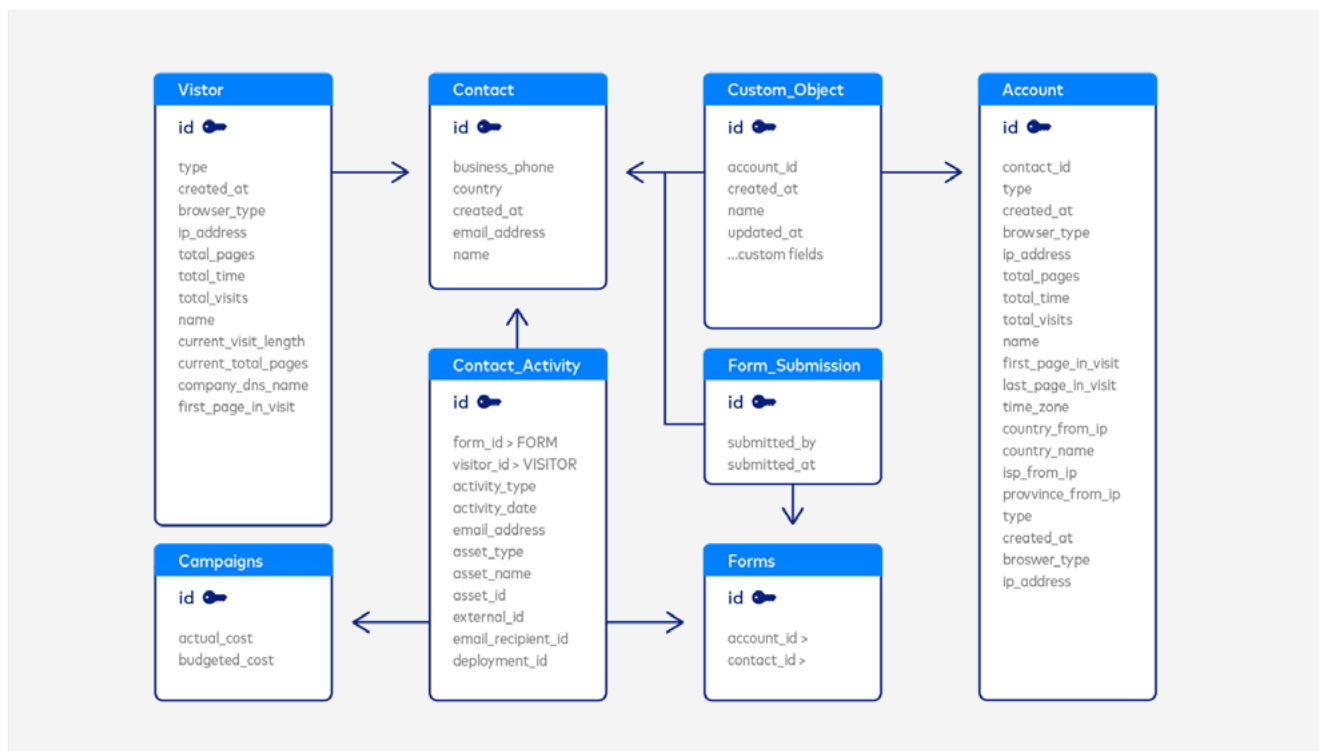 Vistor
id
type
created_at
browser_type
ip_address
total_pages
total_time
total_visits
name
current_visit_length
current_total_pages
company_dns_name
first_page_in_visit
Contact
id
business_phone
country
created_at
email_address
name
Custom_Object
id
account_id
created_at
name
updated_at
...custom fields
Account
id
contact_id
type
created_at
browser_type
ip_address
total_pages
total_time
total_visits
name
first_page_in_visit
last_page_in_visit
time_zone
country_from_ip
country_name
isp_from_ip
provvince_from_ip
type
created_at
broswer_type
ip_address
Contact_Activity
id
form_id > FORM
visitor_id > VISITOR
activity_type
activity_date
email_address
asset_type
asset_name
asset_id
external_id
email_recipient_id
deployment_id
Form_Submission
id
submitted_by
submitted_at
Campaigns
id
actual_cost
budgeted_cost
Forms
id
account_id >
contact_id >